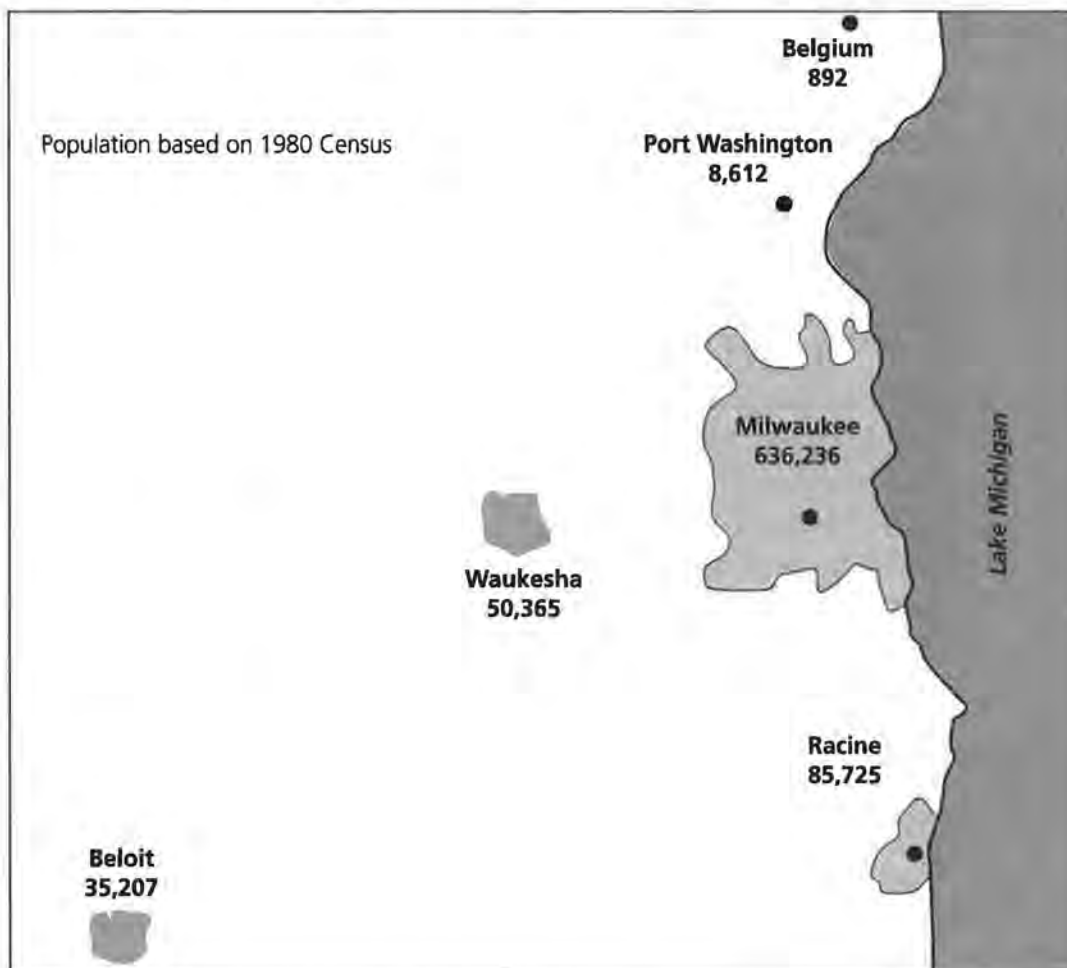 Belgium
892
Population based on 1980 Census
Port Washington
8,612
Milwaukee
636,236
Lake Michigan
Waukesha
50,365
Racine
85,725
Beloit
35,207